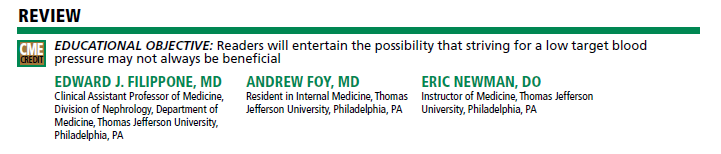 REVIEW
CME
CREDIT
EDUCATIONAL OBJECTIVE: Readers will entertain the possibility that striving for a low target blood
pressure may not always be beneficial
EDWARD J. FILIPPONE, MD
Clinical Assistant Professor of Medicine,
Division of Nephrology, Department of
Medicine, Thomas Jefferson University,
Philadelphia, PA
ANDREW FOY, MD
Resident in Internal Medicine, Thomas
Jefferson University, Philadelphia, PA
ERIC NEWMAN, DO
Instructor of Medicine, Thomas Jefferson
University, Philadelphia, PA